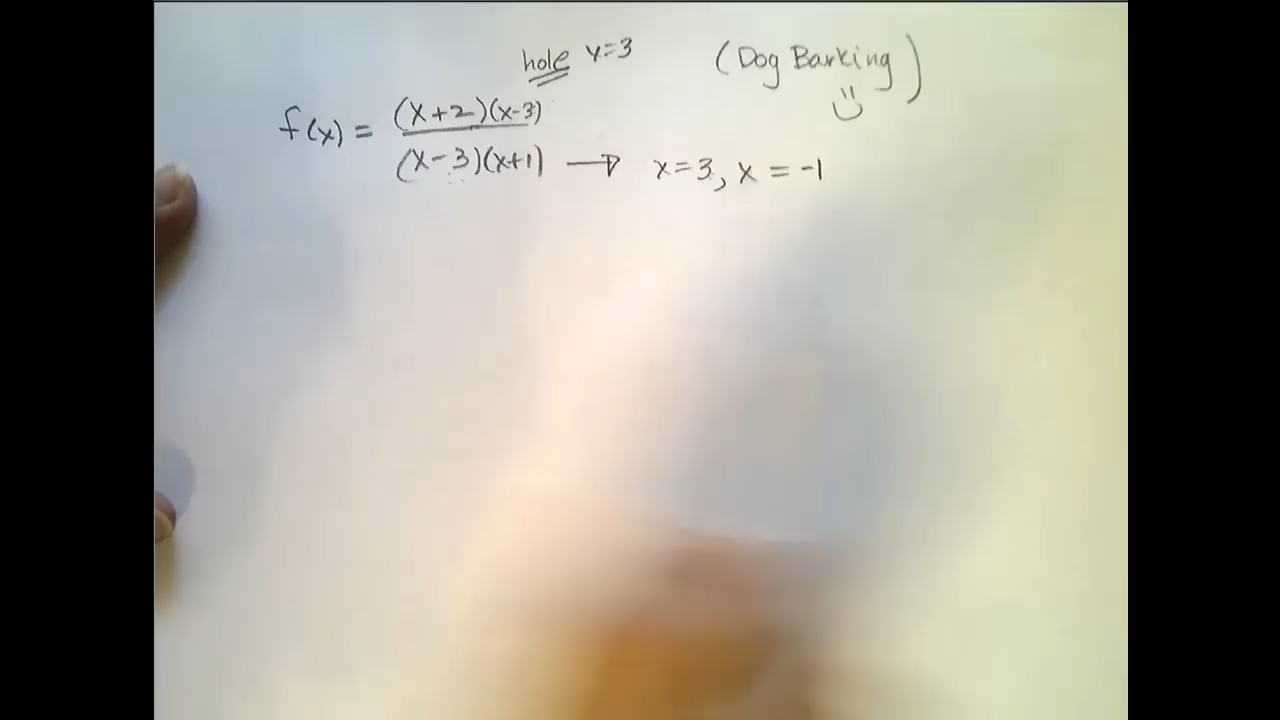 hole x=3 (Dog Barking)
f(x) = (x+2)(x-3)
(x-3)(x+1) → x=3, x = -1